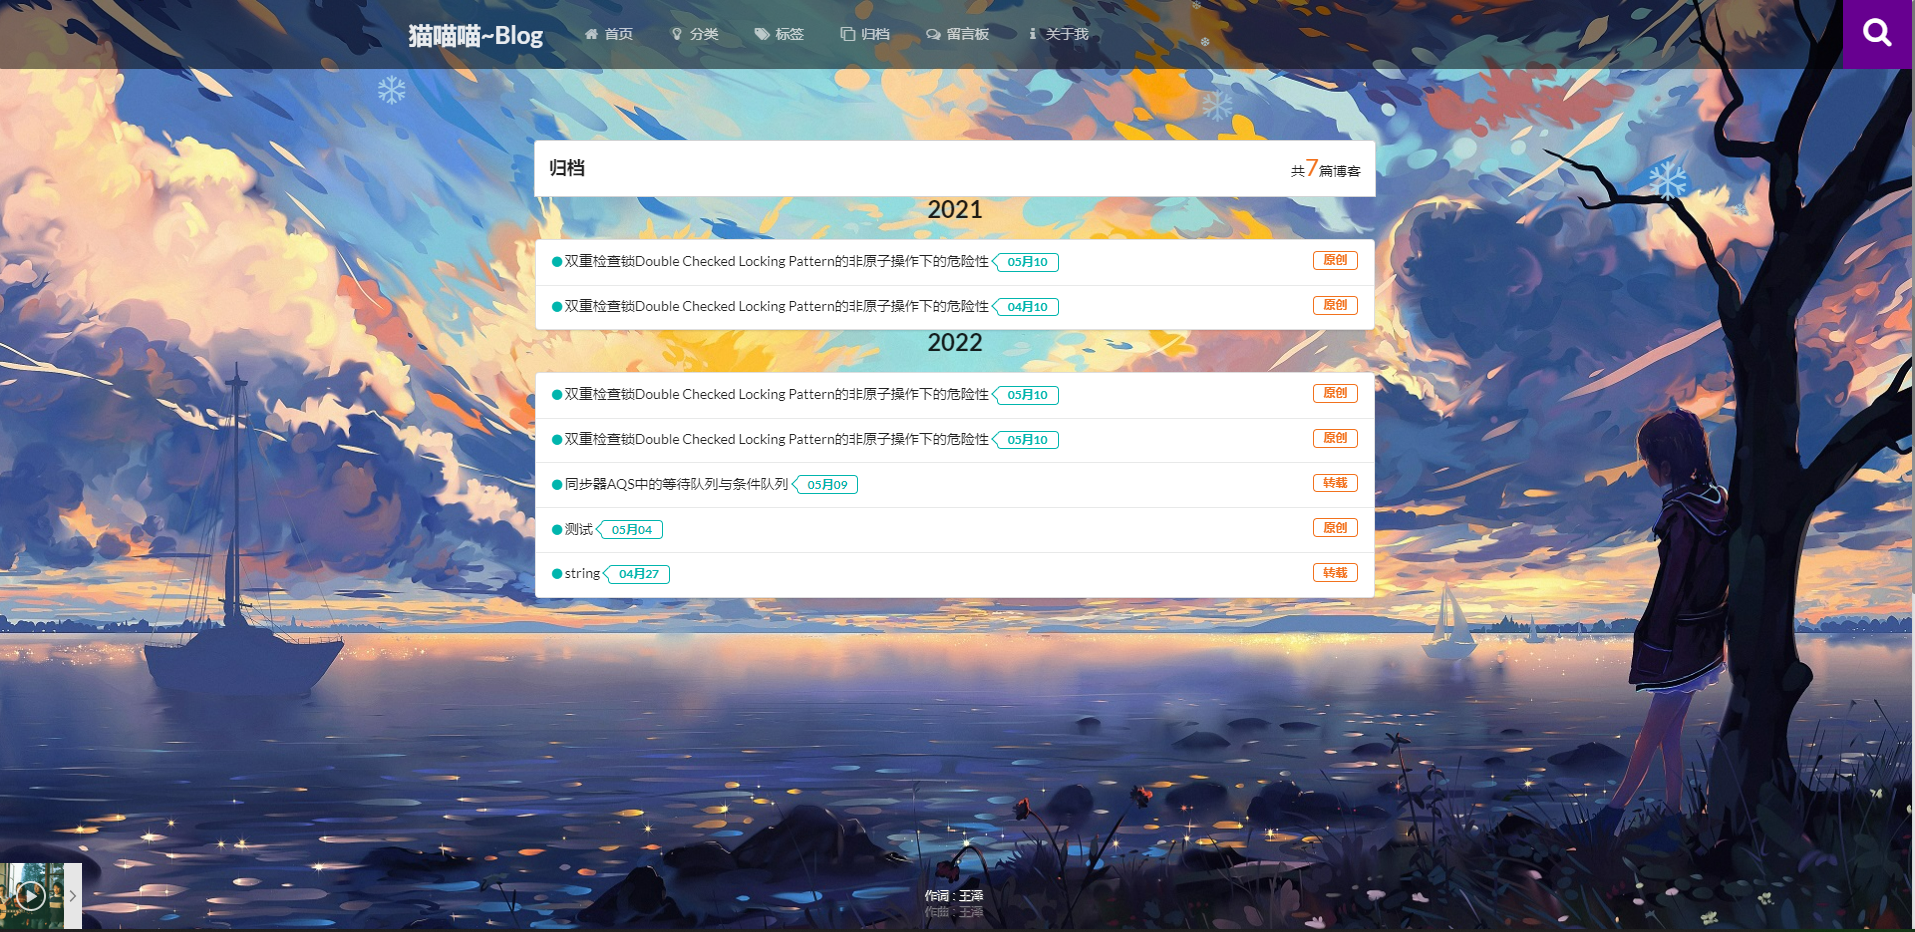 猫喵喵~Blog 首页 分类 标签 归档 留言板 关于我
归档 共7篇博客
2021
双重检查锁Double Checked Locking Pattern的非原子操作下的危险性 05月10 原创
双重检查锁Double Checked Locking Pattern的非原子操作下的危险性 04月10 原创
2022
双重检查锁Double Checked Locking Pattern的非原子操作下的危险性 05月10 原创
双重检查锁Double Checked Locking Pattern的非原子操作下的危险性 05月10 原创
同步器AQS中的等待队列与条件队列 05月09 转载
测试 05月04 原创
string 04月27 转载
作词 : 王泽
作曲 : 王泽